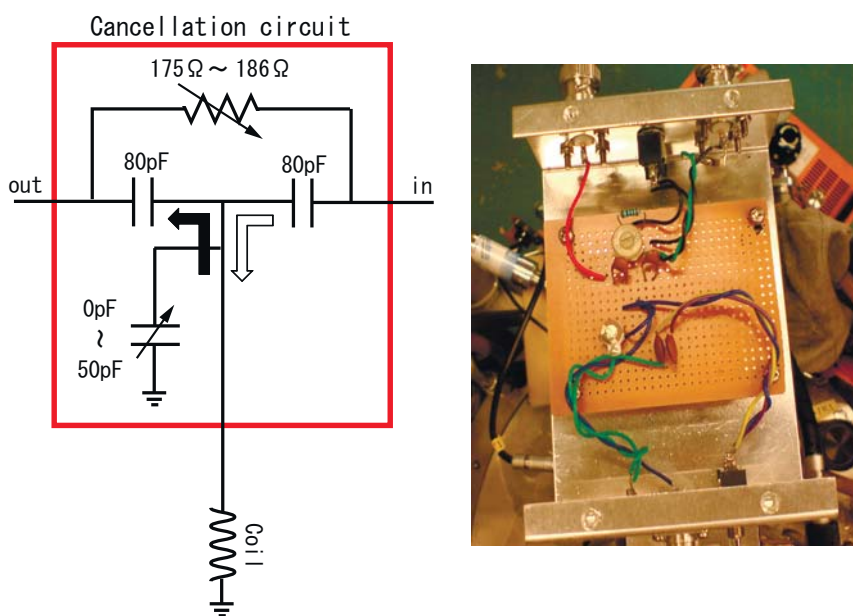 Cancellation circuit
175Ω～186Ω
80pF
80pF
out
in
0pF
～
50pF
Coil